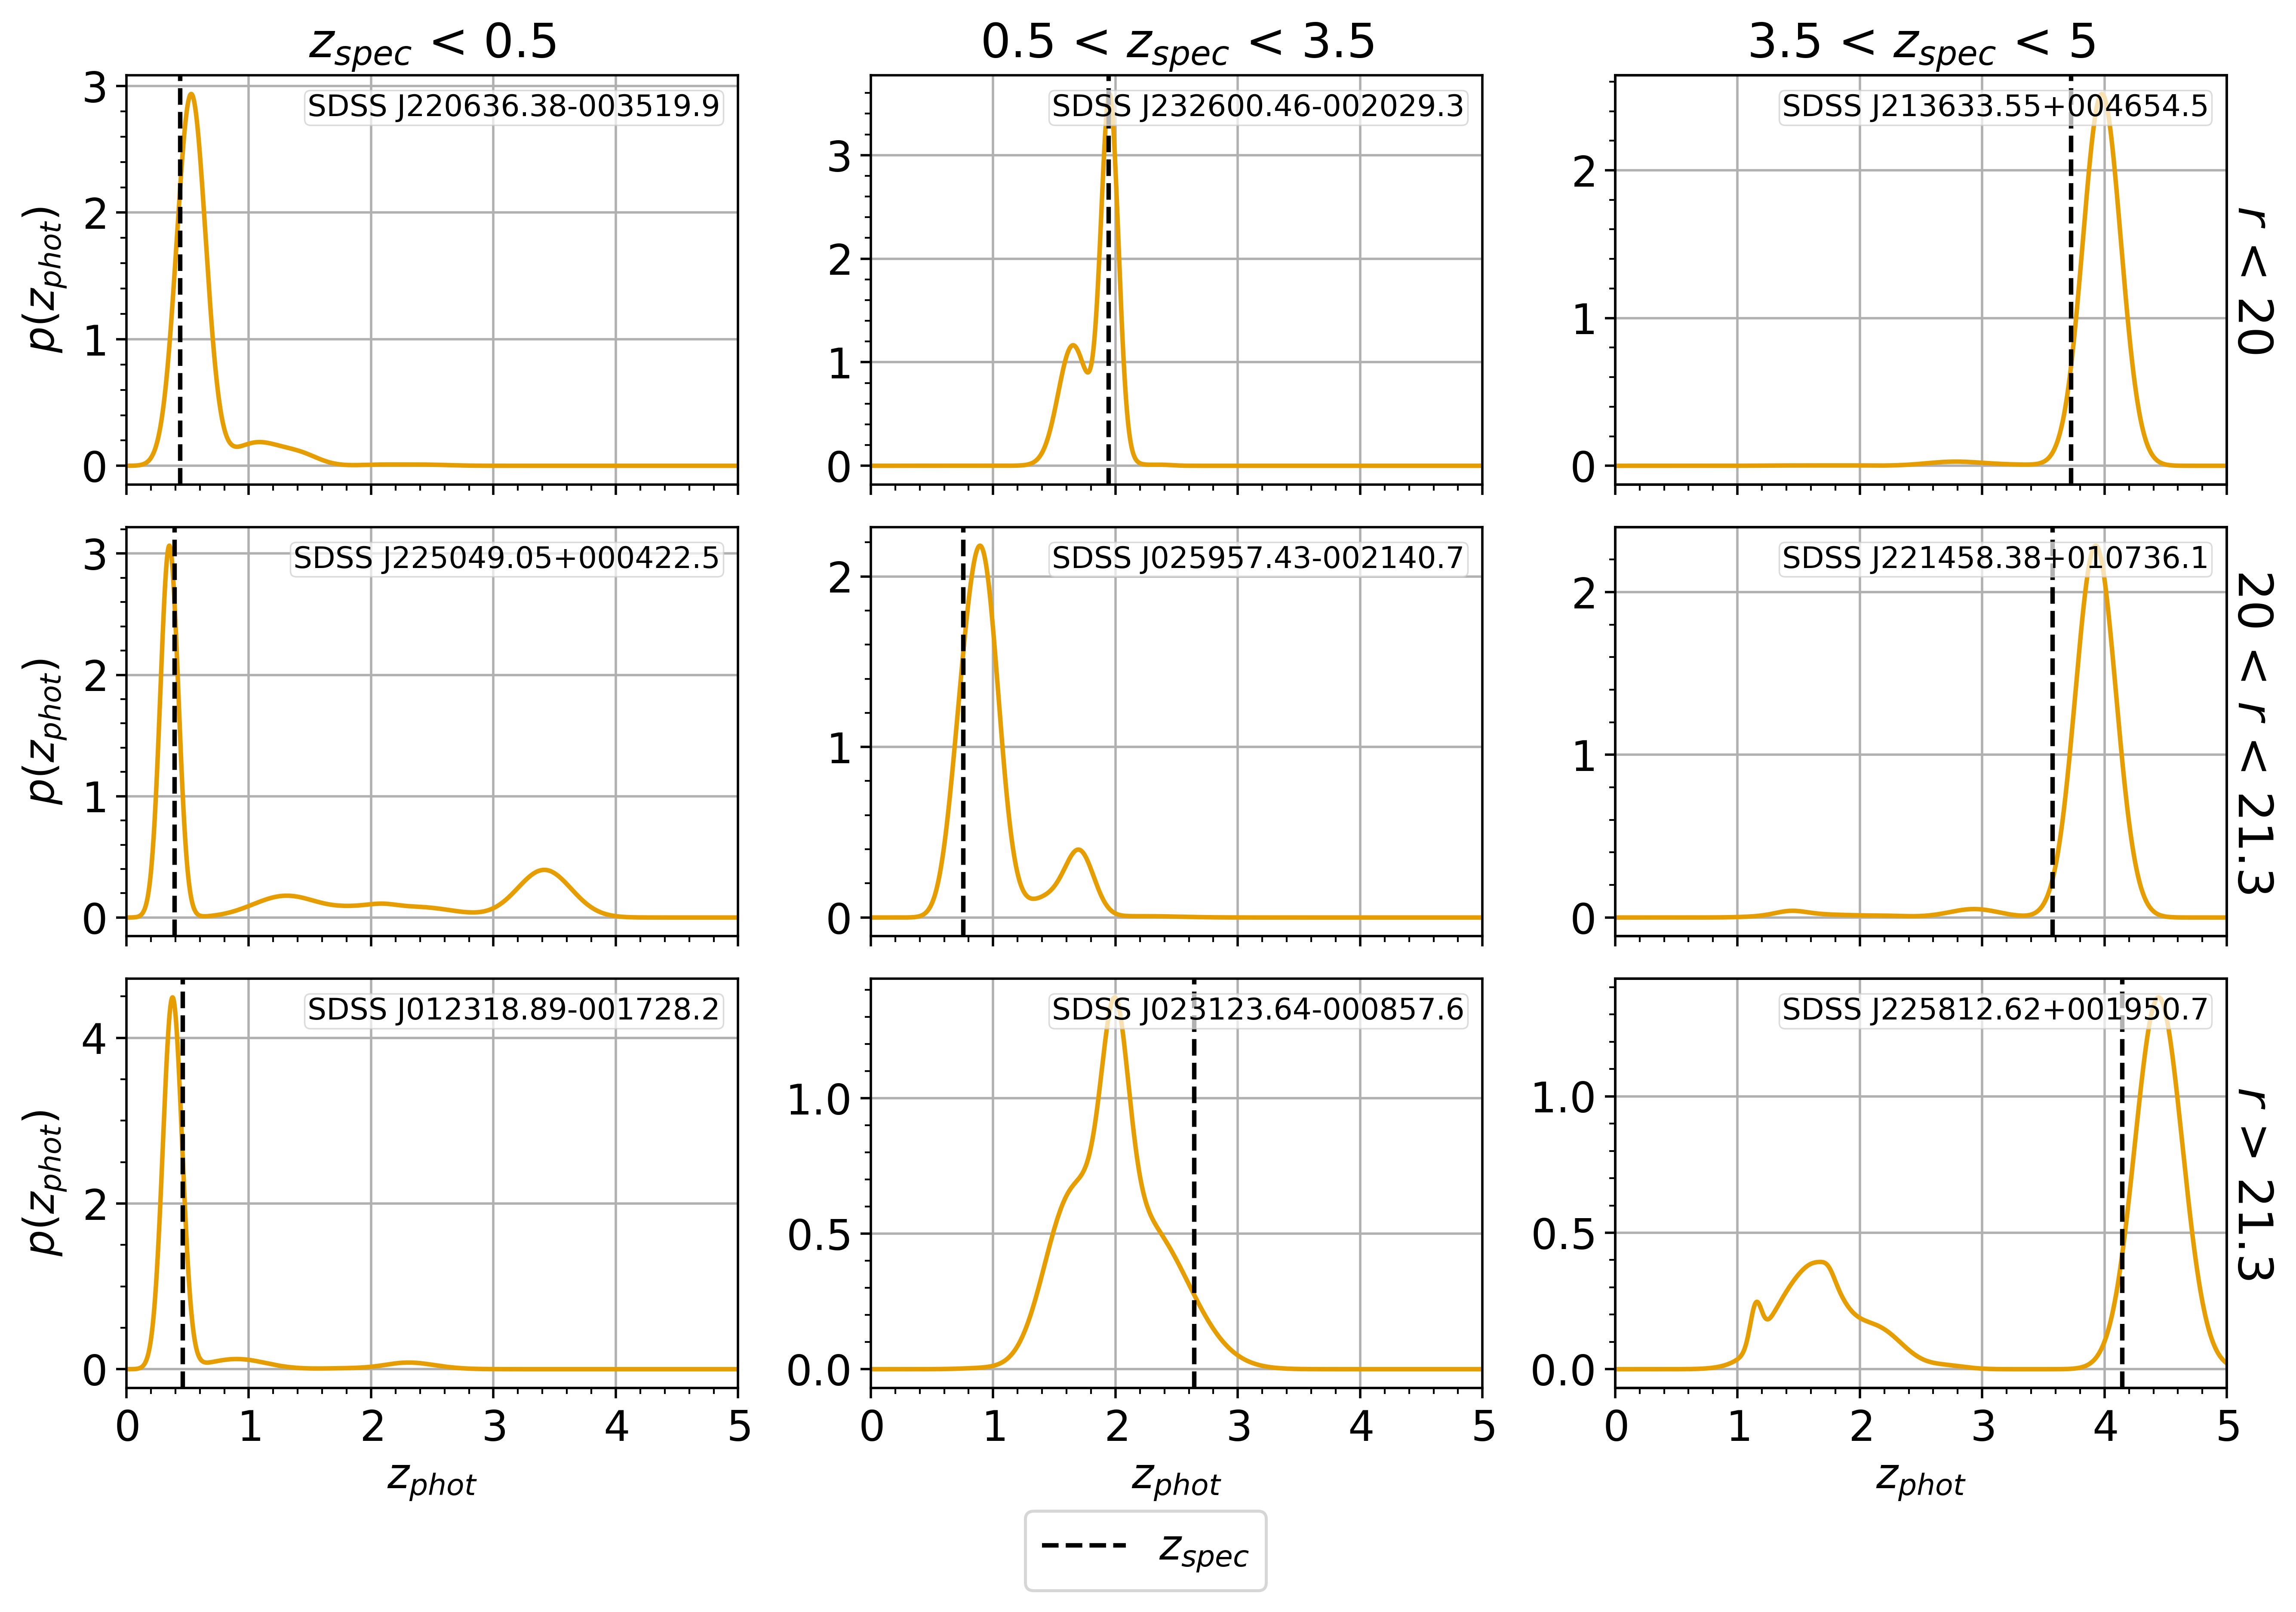 z_spec < 0.5
0.5 < z_spec < 3.5
3.5 < z_spec < 5
3
2
1
0
p(z_phot)
SDSS J220636.38-003519.9
3
2
1
0
SDSS J232600.46-002029.3
2
1
0
SDSS J213633.55+004654.5
r < 20
3
2
1
0
p(z_phot)
SDSS J225049.05+000422.5
2
1
0
SDSS J025957.43-002140.7
2
1
0
SDSS J221458.38+010736.1
20 < r < 21.3
4
2
0
p(z_phot)
SDSS J012318.89-001728.2
1.0
0.5
0.0
SDSS J023123.64-000857.6
1.0
0.5
0.0
SDSS J225812.62+001950.7
r > 21.3
0 1 2 3 4 5
0 1 2 3 4 5
0 1 2 3 4 5
z_phot
z_phot
z_phot
z_spec